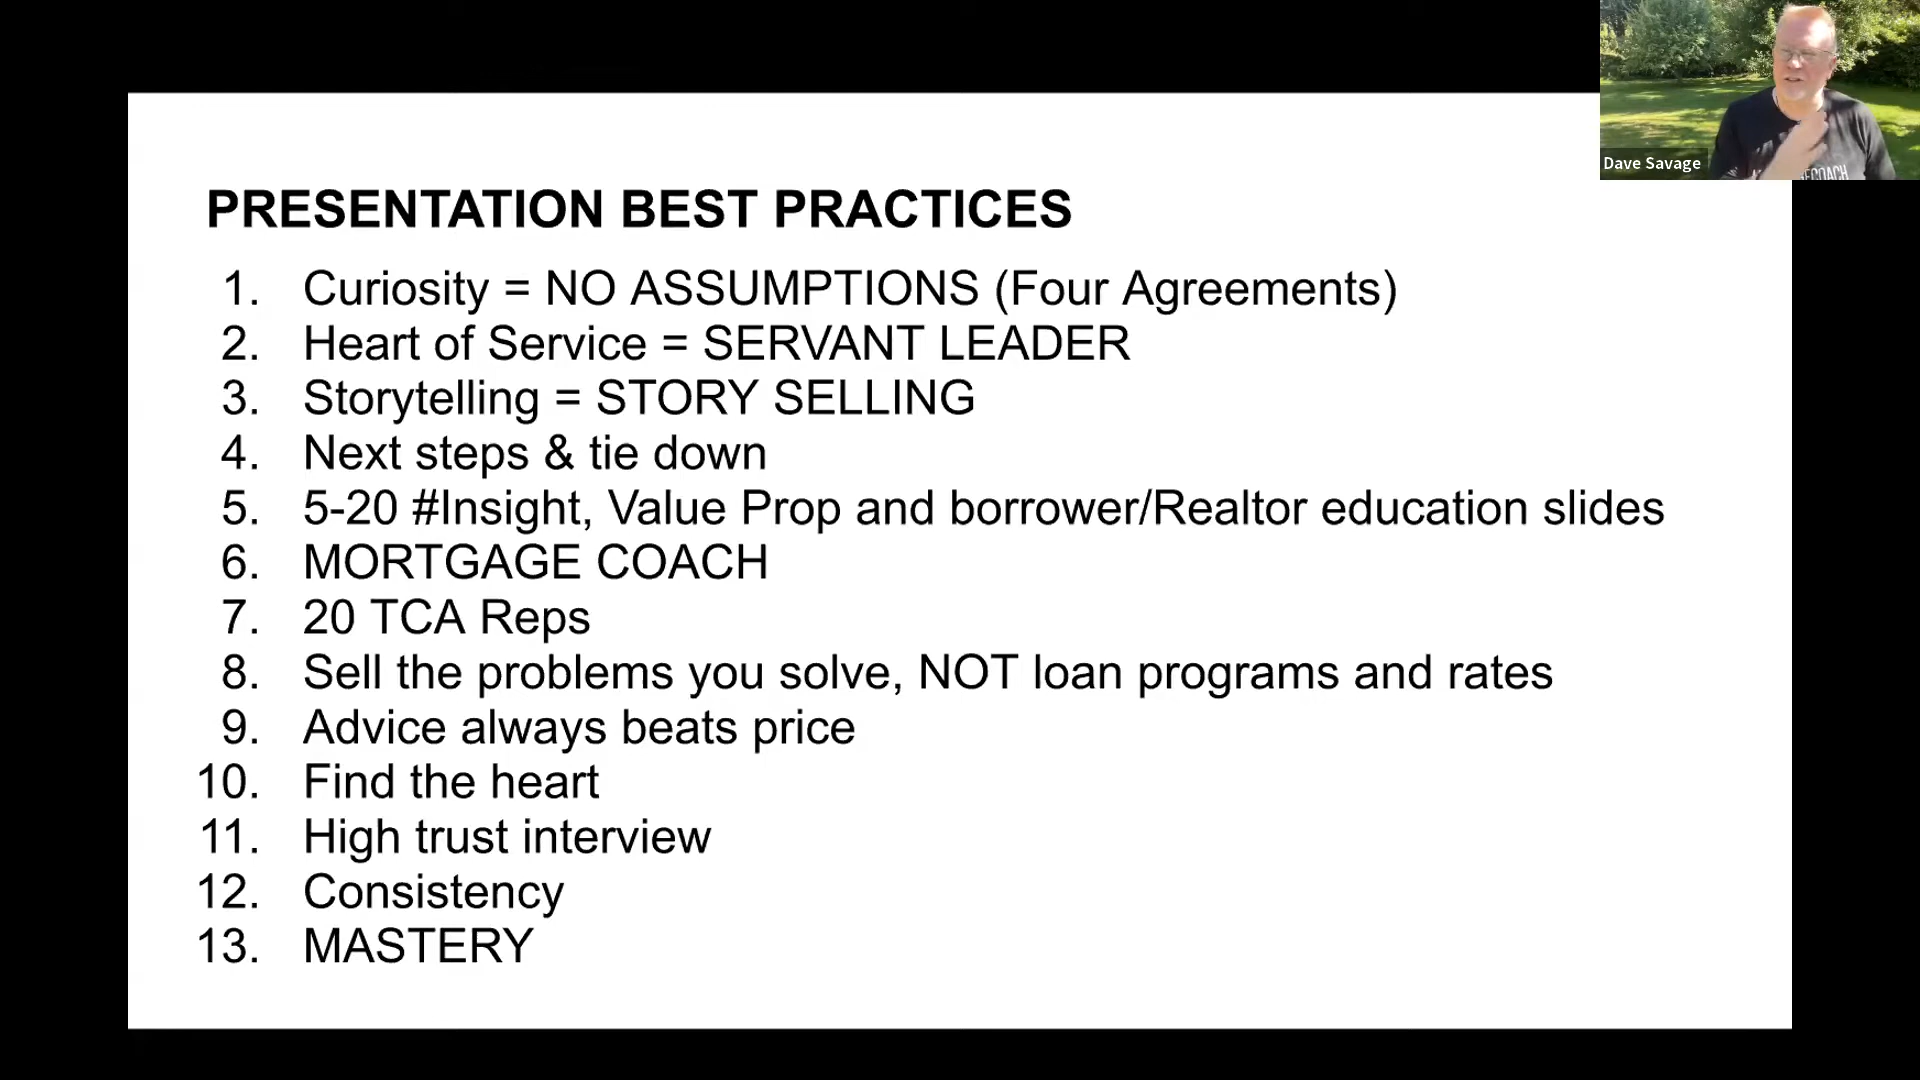 Dave Savage
PRESENTATION BEST PRACTICES
1. Curiosity = NO ASSUMPTIONS (Four Agreements)
2. Heart of Service = SERVANT LEADER
3. Storytelling = STORY SELLING
4. Next steps & tie down
5. 5-20 #Insight, Value Prop and borrower/Realtor education slides
6. MORTGAGE COACH
7. 20 TCA Reps
8. Sell the problems you solve, NOT loan programs and rates
9. Advice always beats price
10. Find the heart
11. High trust interview
12. Consistency
13. MASTERY